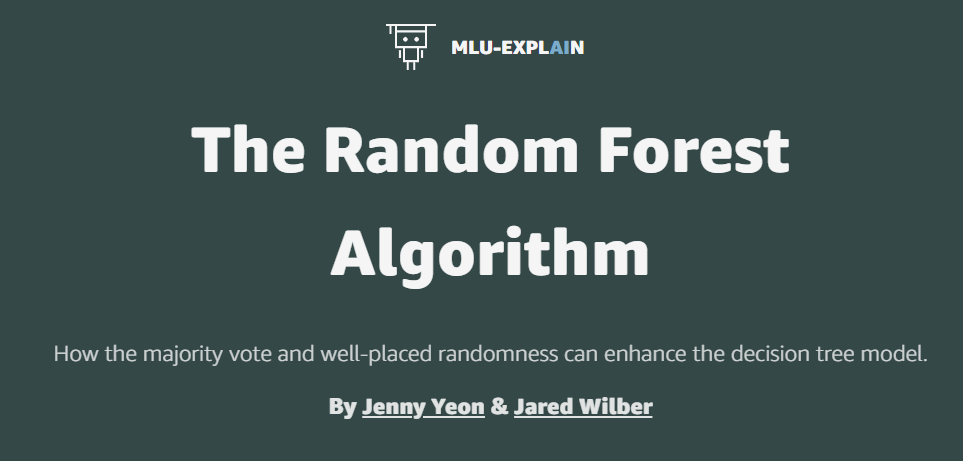 MLU-EXPLAIN
The Random Forest
Algorithm
How the majority vote and well-placed randomness can enhance the decision tree model.
By Jenny Yeon & Jared Wilber